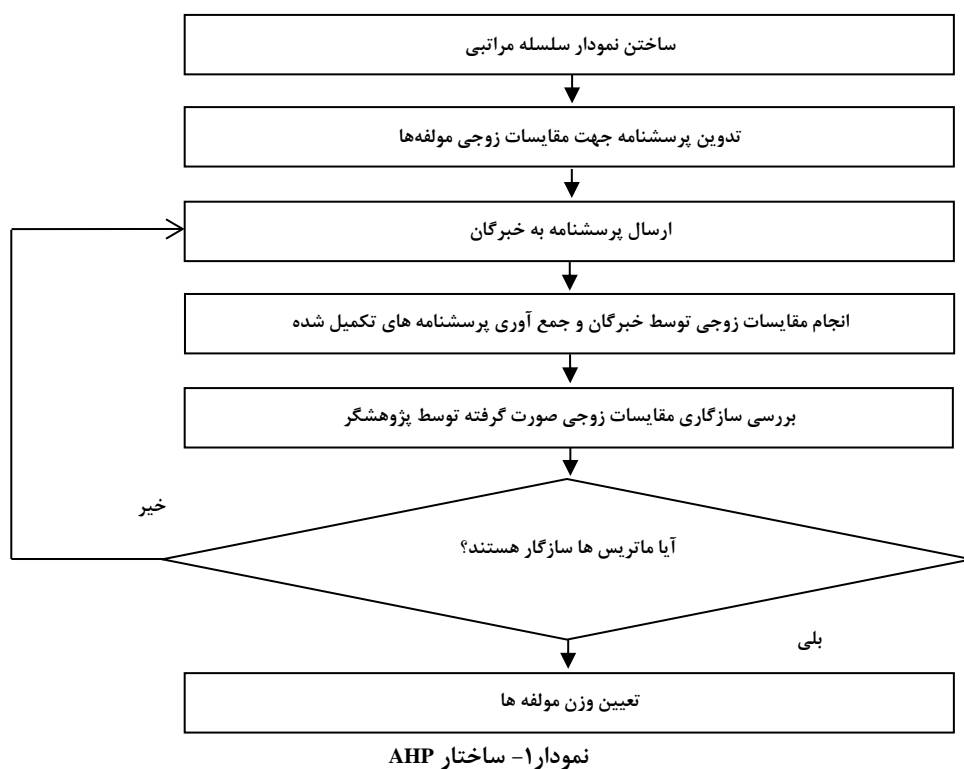 ساختن نمودار سلسله مراتبی
تدوین پرسشنامه جهت مقایسات زوجی مولفه‌ها
ارسال پرسشنامه به خبرگان
انجام مقایسات زوجی توسط خبرگان و جمع آوری پرسشنامه های تکمیل شده
بررسی سازگاری مقایسات زوجی صورت گرفته توسط پژوهشگر
خیر
آیا ماتریس ها سازگار هستند؟
بلی
تعیین وزن مولفه ها
نمودار۱- ساختار AHP